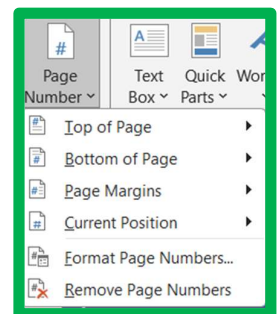 Page Number
Text Box
Quick Parts
Wor
Top of Page
Bottom of Page
Page Margins
Current Position
Format Page Numbers...
Remove Page Numbers